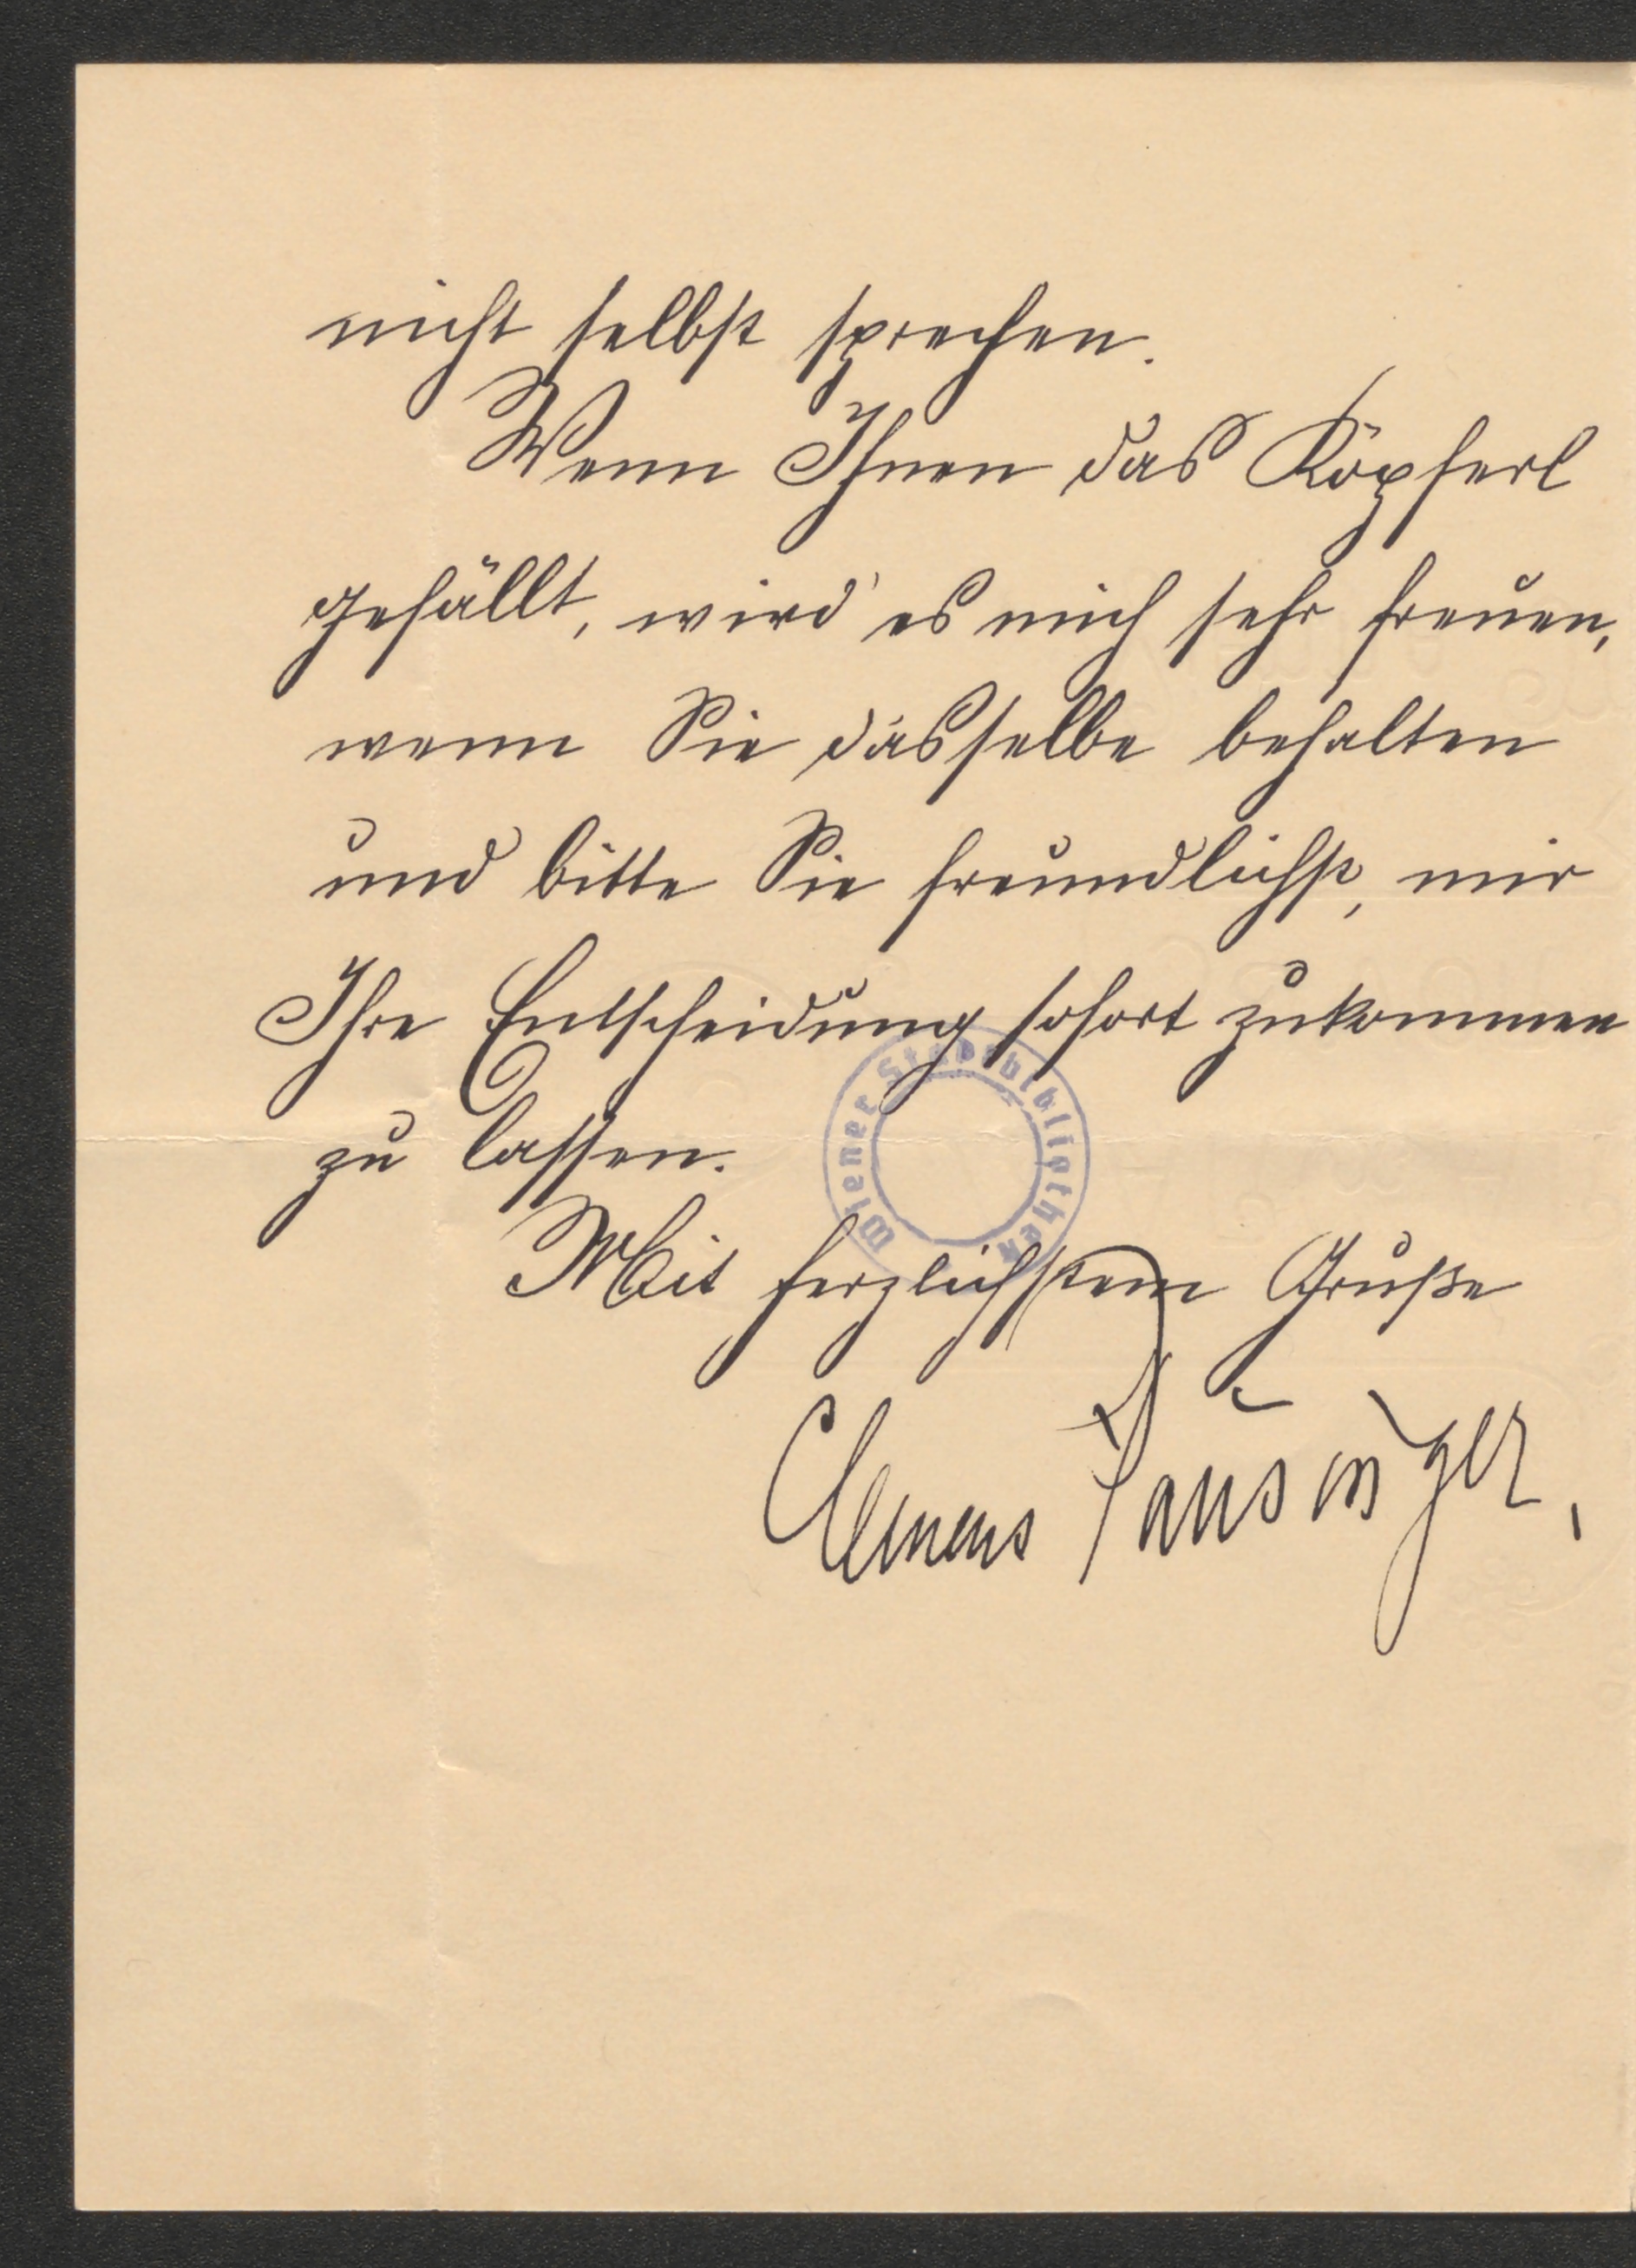 nicht selbst sprechen.
Wenn Ihnen das Köpferl
gefällt, wird es mich sehr freuen,
wenn Sie dasselbe behalten
und bitte Sie freundlichst, mir
Ihre Entscheidung sofort zukommen
zu lassen.
Wiener Stadtbibliothek
Mit herzlichstem Gruße
Clemens Pausinger.